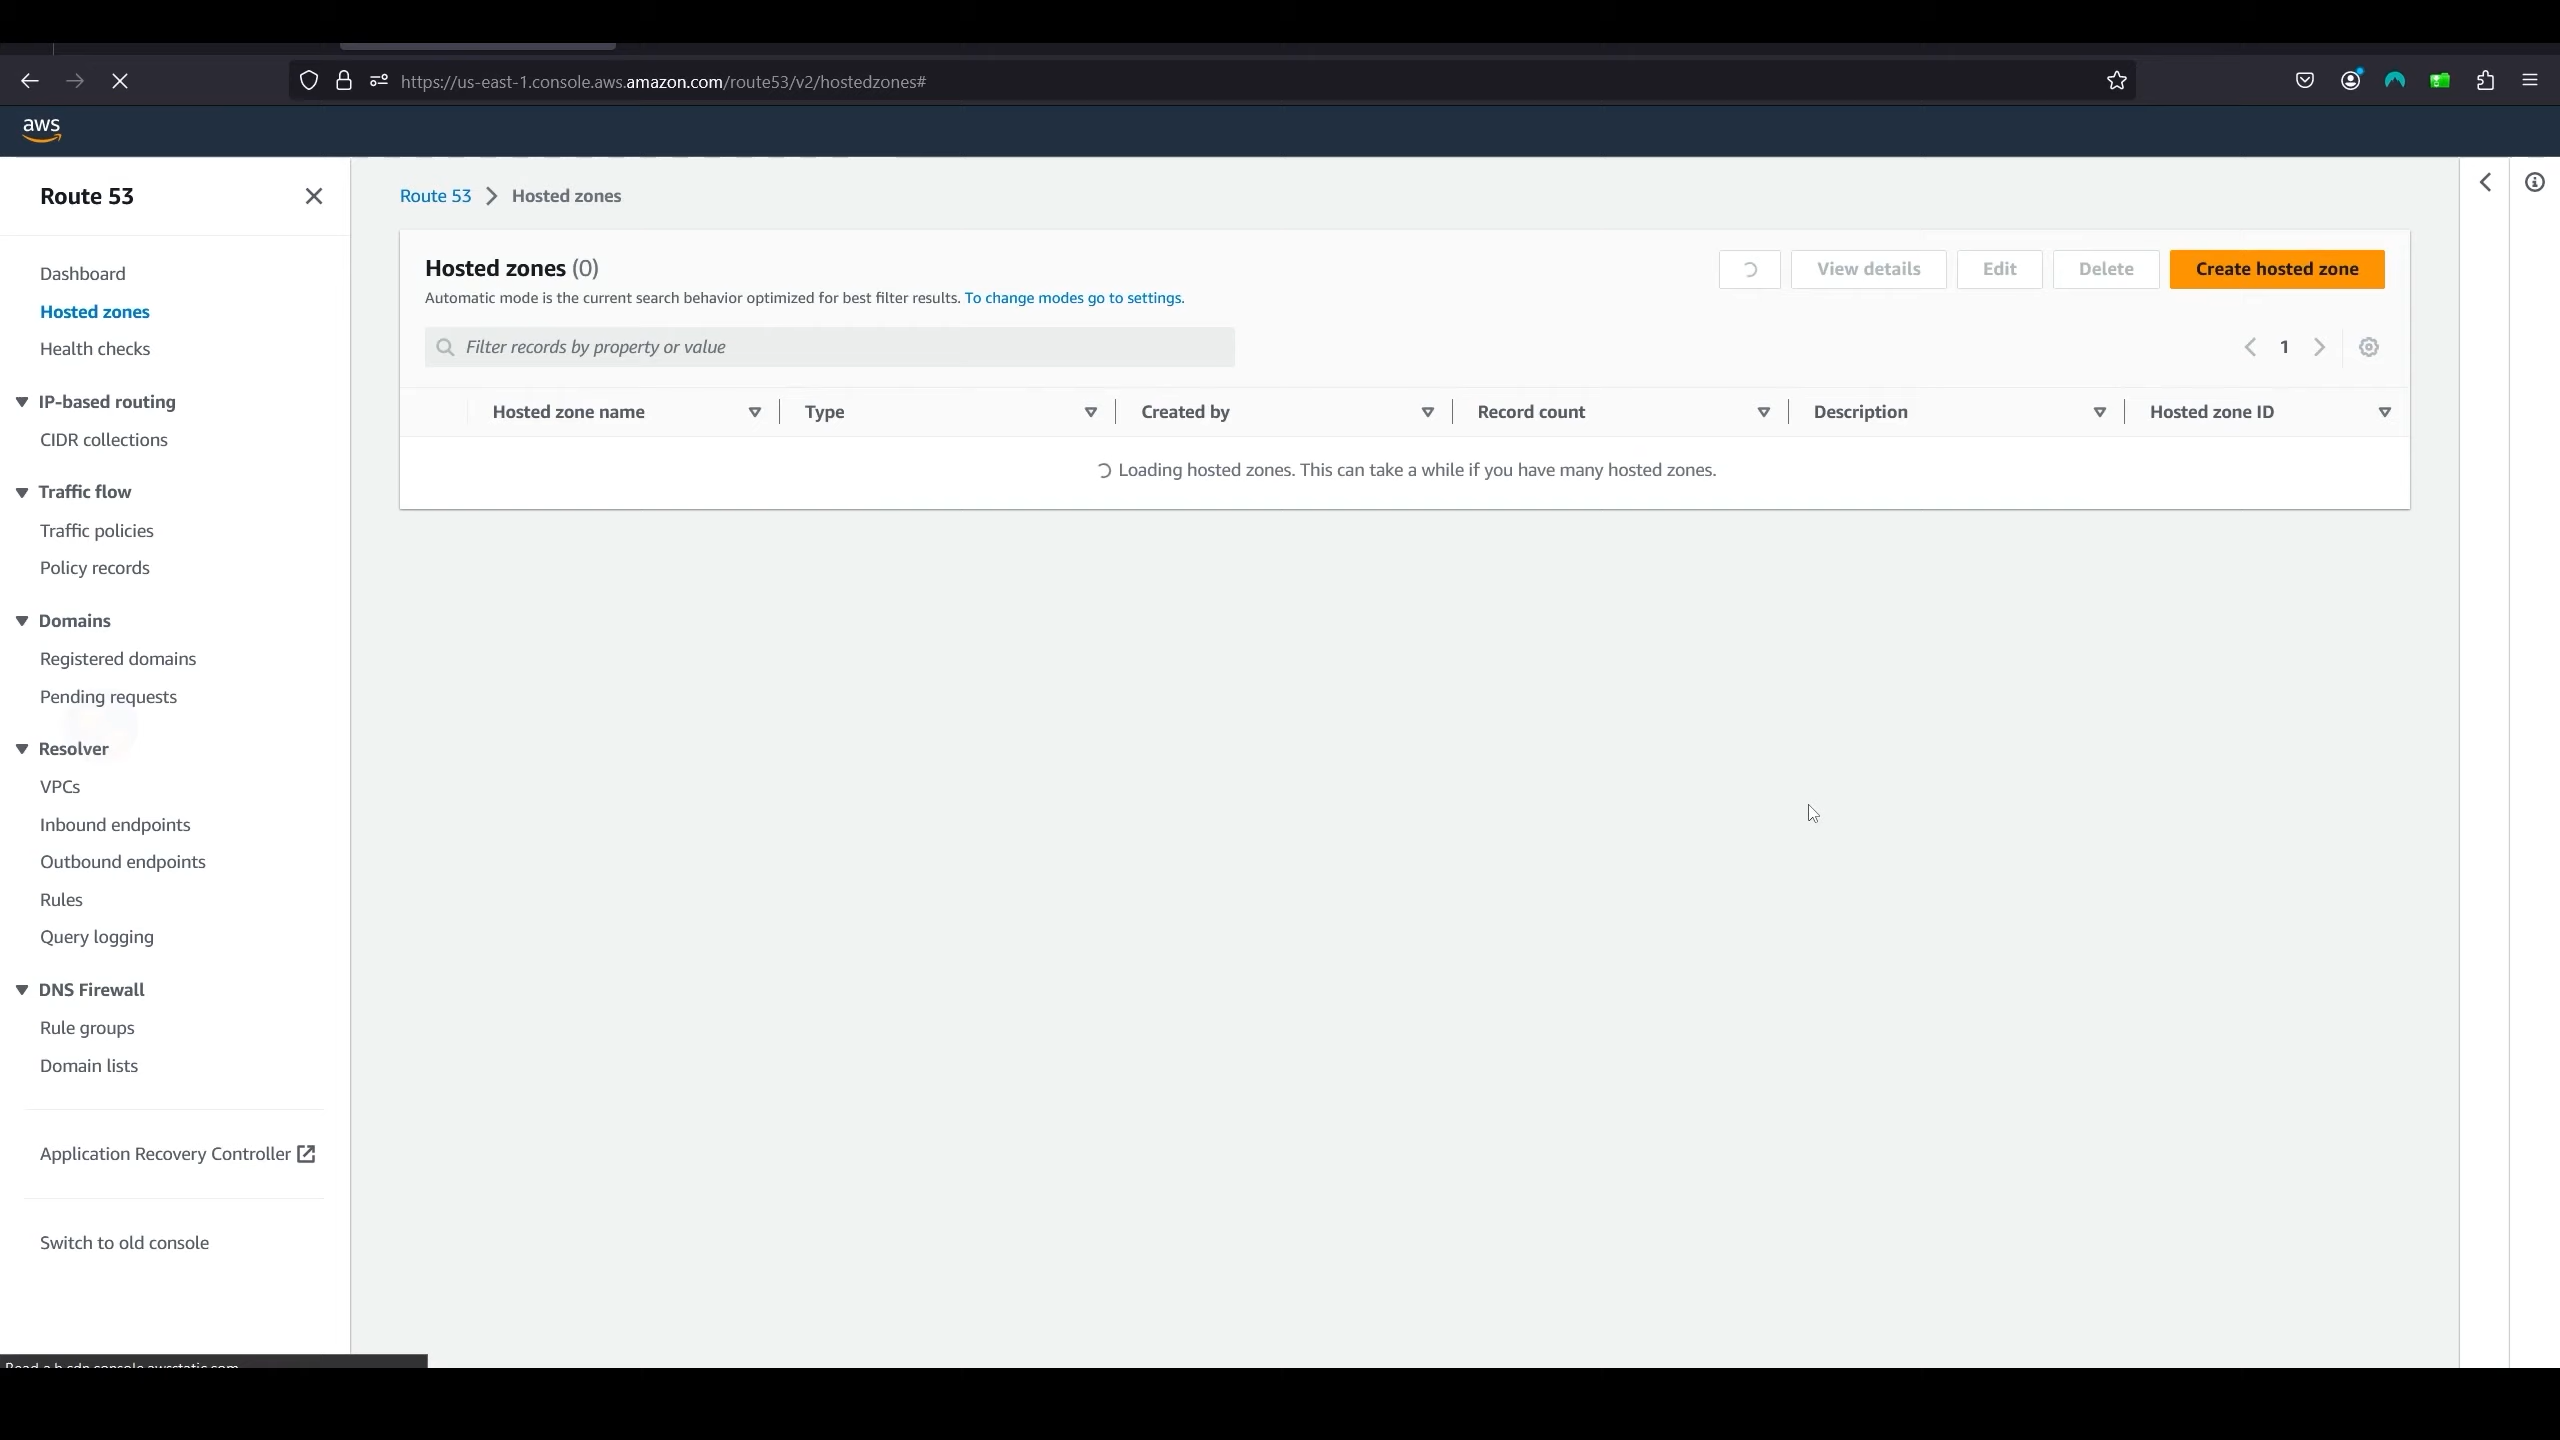 https://us-east-1.console.aws.amazon.com/route53/v2/hostedzones#
aws
Route 53
Dashboard
Hosted zones
Health checks
IP-based routing
CIDR collections
Traffic flow
Traffic policies
Policy records
Domains
Registered domains
Pending requests
Resolver
VPCs
Inbound endpoints
Outbound endpoints
Rules
Query logging
DNS Firewall
Rule groups
Domain lists
Application Recovery Controller
Switch to old console
Route 53 Hosted zones
Hosted zones (0)
View details Edit Delete Create hosted zone
Automatic mode is the current search behavior optimized for best filter results. To change modes go to settings.
Filter records by property or value
1
Hosted zone name Type Created by Record count Description Hosted zone ID
Loading hosted zones. This can take a while if you have many hosted zones.